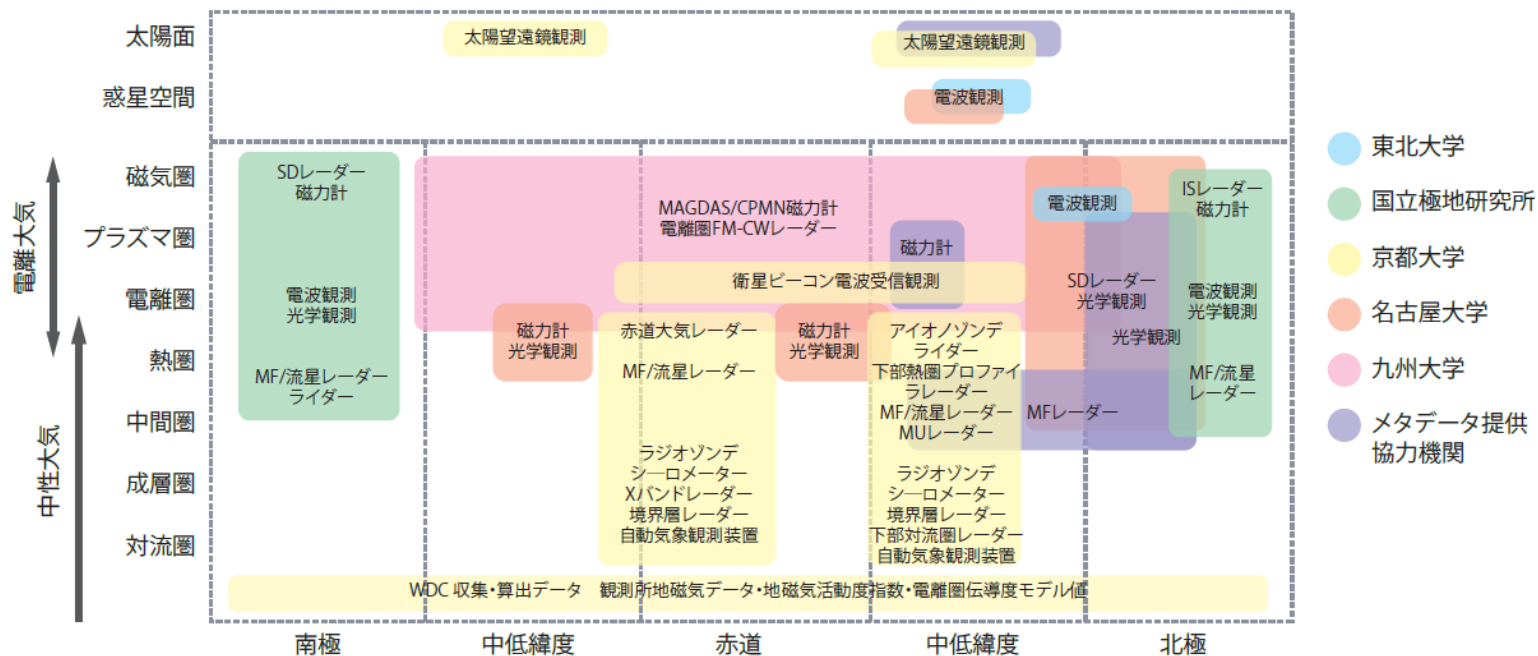 太陽面
太陽望遠鏡観測
太陽望遠鏡観測
惑星空間
電波観測
電離大気
中性大気
磁気圏
プラズマ圏
電離圏
熱圏
中間圏
成層圏
対流圏
SDレーダー
磁力計
電波観測
光学観測
MF/流星レーダー
ライダー
MAGDAS/CPMN磁力計
電離圏FM-CWレーダー
磁力計
衛星ビーコン電波受信観測
磁力計
光学観測
赤道大気レーダー
MF/流星レーダー
ラジオゾンデ
シーロメーター
Xバンドレーダー
境界層レーダー
自動気象観測装置
磁力計
光学観測
アイオノゾンデ
ライダー
下部熱圏プロファイ
ラレーダー
MF/流星レーダー
MUレーダー
ラジオゾンデ
シーロメーター
境界層レーダー
下部対流圏レーダー
自動気象観測装置
電波観測
SDレーダー
光学観測
光学観測
MFレーダー
ISレーダー
磁力計
電波観測
光学観測
MF/流星
レーダー
WDC 収集・算出データ 観測所地磁気データ・地磁気活動度指数・電離圏伝導度モデル値
南極
中低緯度
赤道
中低緯度
北極
東北大学
国立極地研究所
京都大学
名古屋大学
九州大学
メタデータ提供
協力機関